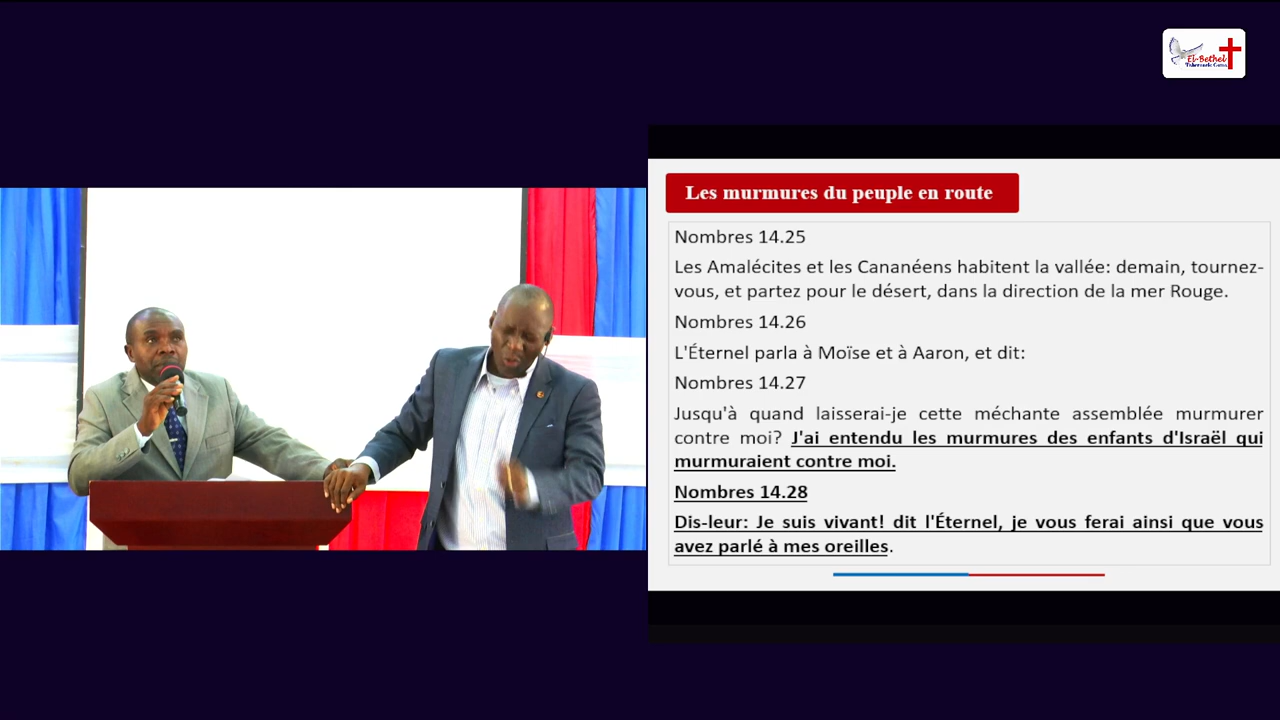 El-Bethel
Tabernacle Goma
Les murmures du peuple en route
Nombres 14.25
Les Amalécites et les Cananéens habitent la vallée: demain, tournez-
vous, et partez pour le désert, dans la direction de la mer Rouge.
Nombres 14.26
L'Éternel parla à Moïse et à Aaron, et dit:
Nombres 14.27
Jusqu'à quand laisserai-je cette méchante assemblée murmurer
contre moi? J'ai entendu les murmures des enfants d'Israël qui
murmuraient contre moi.
Nombres 14.28
Dis-leur: Je suis vivant! dit l'Éternel, je vous ferai ainsi que vous
avez parlé à mes oreilles.